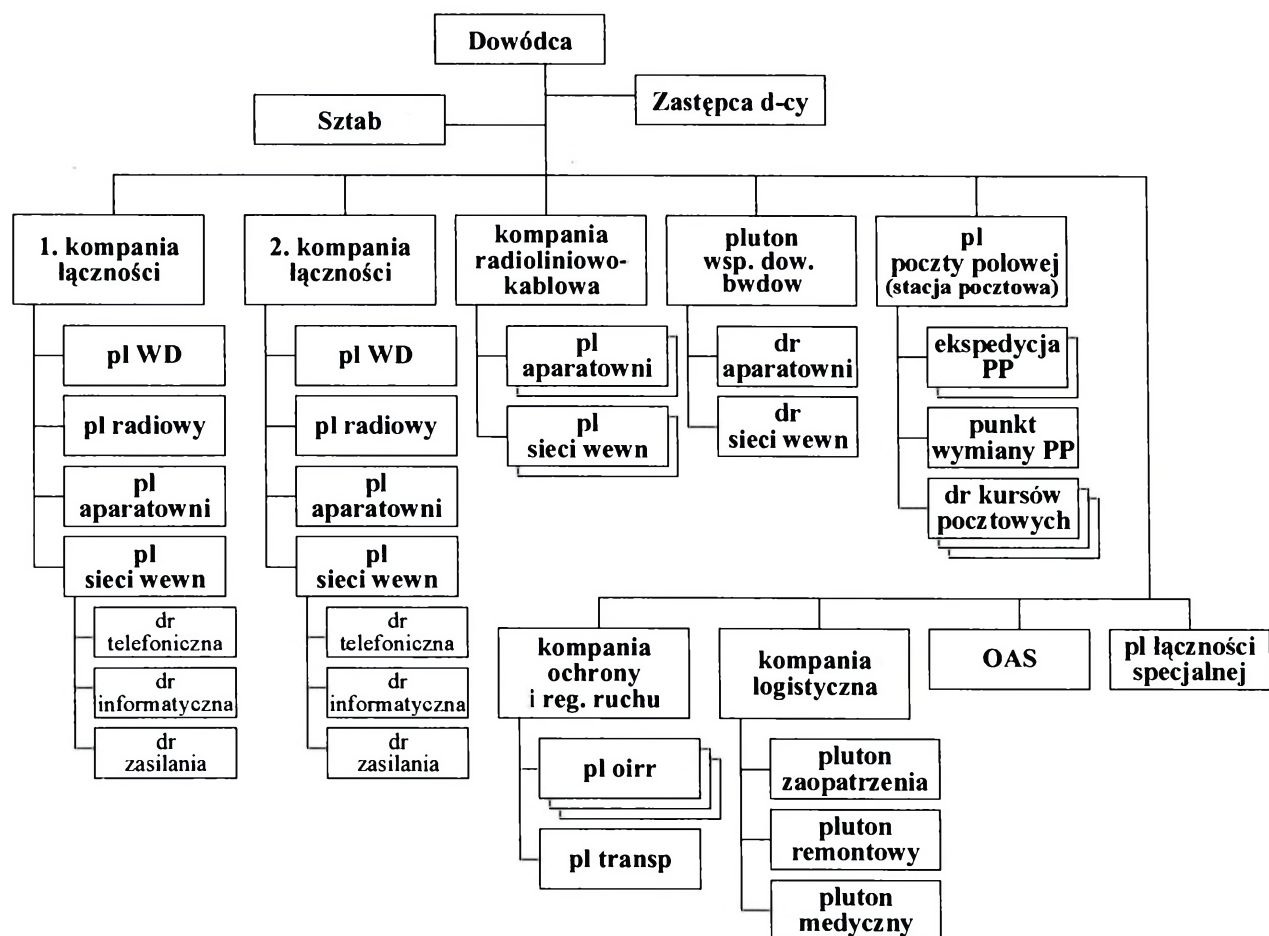 Dowódca
Zastępca d-cy
Sztab
1. kompania
łączności
pl WD
pl radiowy
pl
aparatowni
pl
sieci wewn
dr
telefoniczna
dr
informatyczna
dr
zasilania
2. kompania
łączności
pl WD
pl radiowy
pl
aparatowni
pl
sieci wewn
dr
telefoniczna
dr
informatyczna
dr
zasilania
kompania
radioliniowo-
kablowa
pl
aparatowni
pl
sieci wewn
pluton
wsp. dow.
bwdow
dr
aparatowni
dr
sieci wewn
pl
poczty polowej
(stacja pocztowa)
ekspedycja
PP
punkt
wymiany PP
dr kursów
pocztowych
kompania
ochrony
i reg. ruchu
pl oirr
pl transp
kompania
logistyczna
pluton
zaopatrzenia
pluton
remontowy
pluton
medyczny
OAS
pl łączności
specjalnej